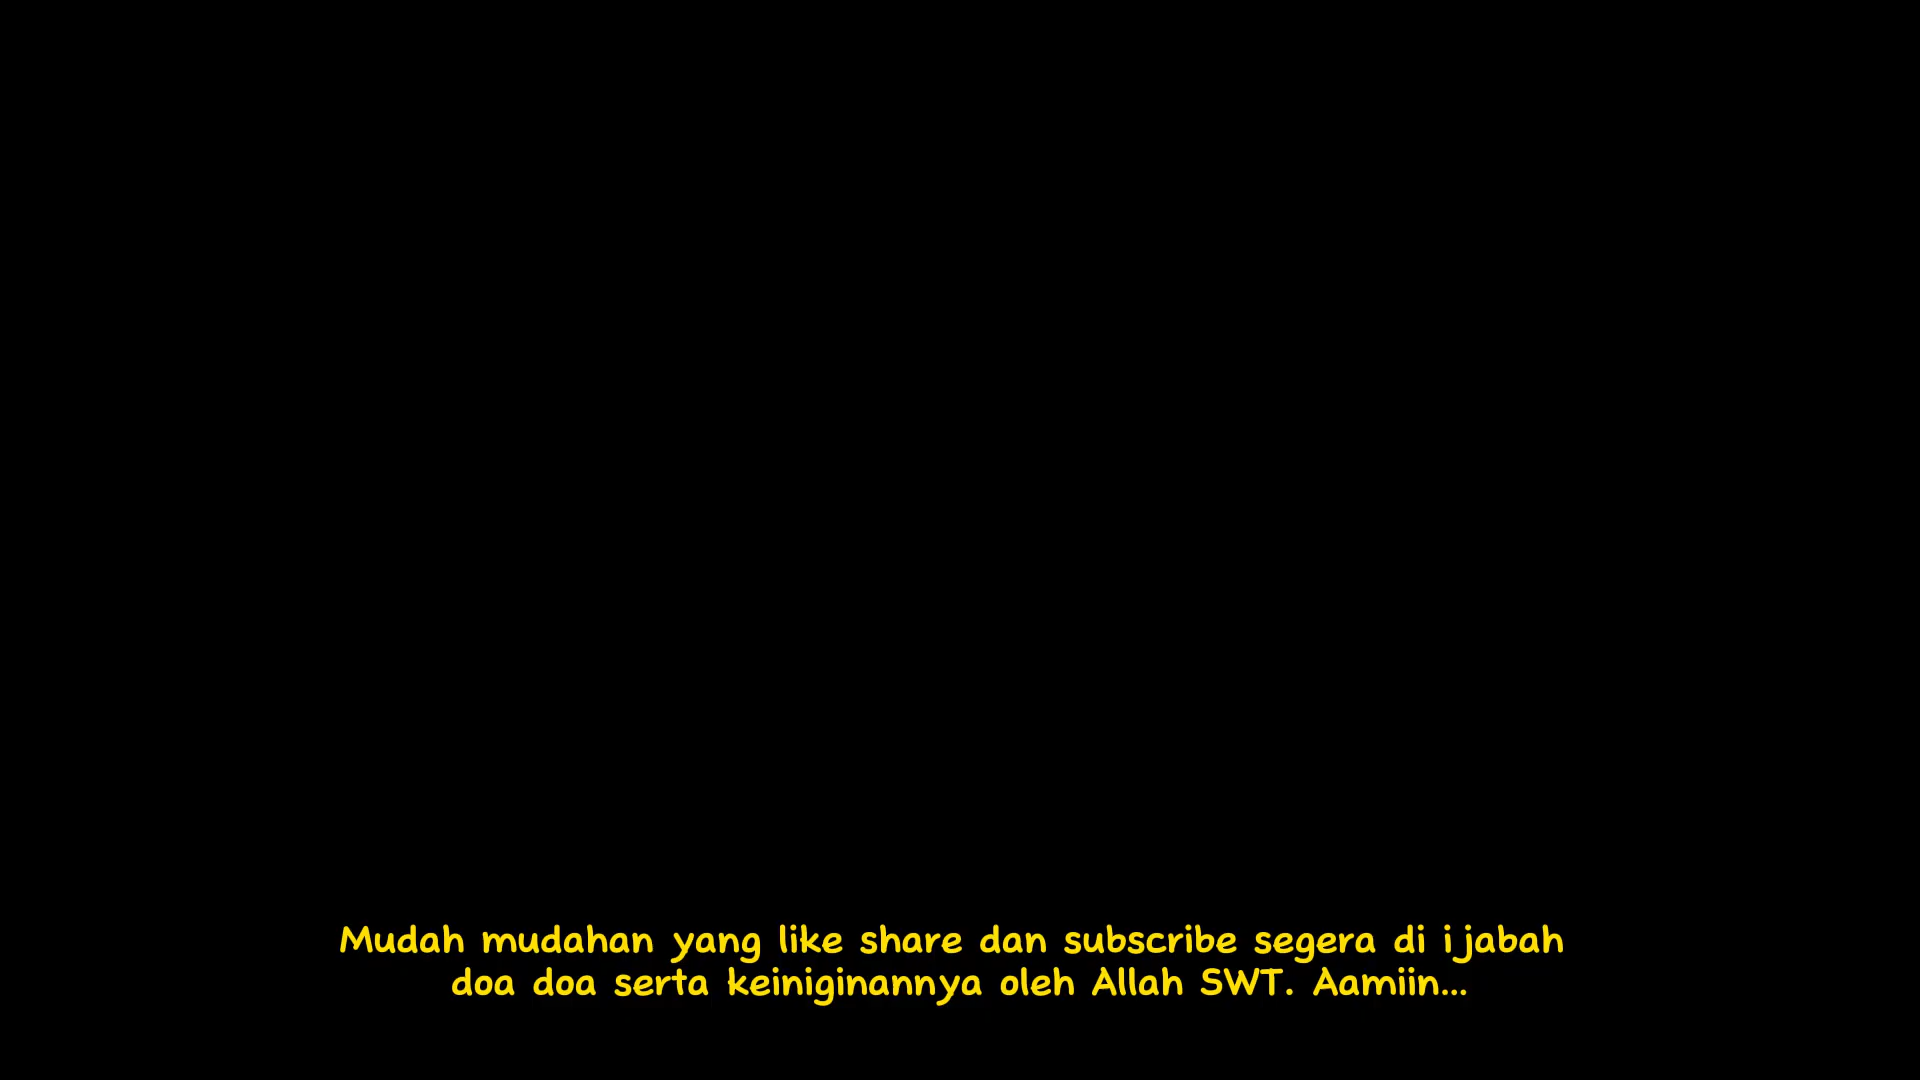 Mudah mudahan yang like share dan subscribe segera di ijabah
doa doa serta keiniginannya oleh Allah SWT. Aamiin...